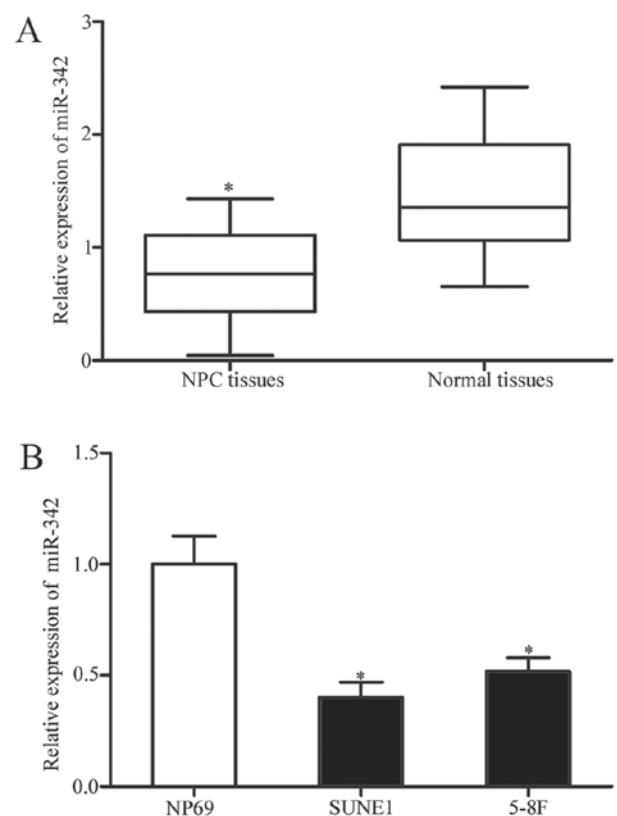 A
Relative expression of miR-342
3
2
1
0
*
NPC tissues
Normal tissues
B
Relative expression of miR-342
1.5
1.0
0.5
0.0
*
*
NP69
SUNE1
5-8F